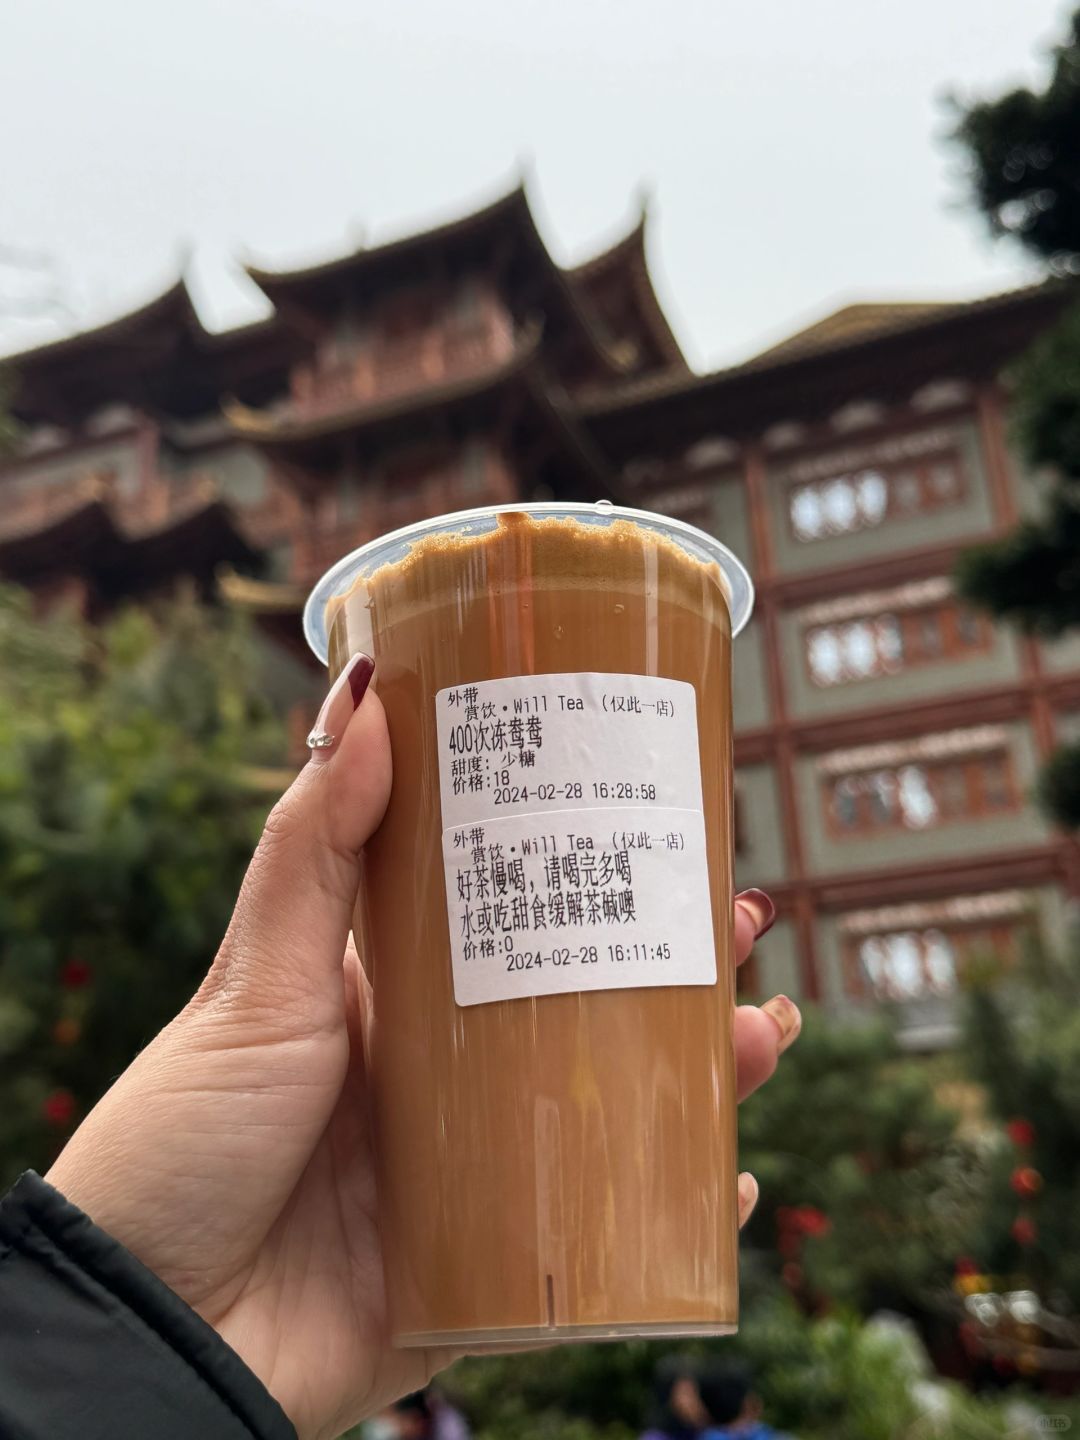 外带
赏饮·Will Tea (仅此一店)
400次冻鸳鸯
甜度: 少糖
价格:18
2024-02-28 16:28:58
外带
赏饮·Will Tea (仅此一店)
好茶慢喝，请喝完多喝
水或吃甜食缓解茶碱噢
价格:0
2024-02-28 16:11:45
小红书